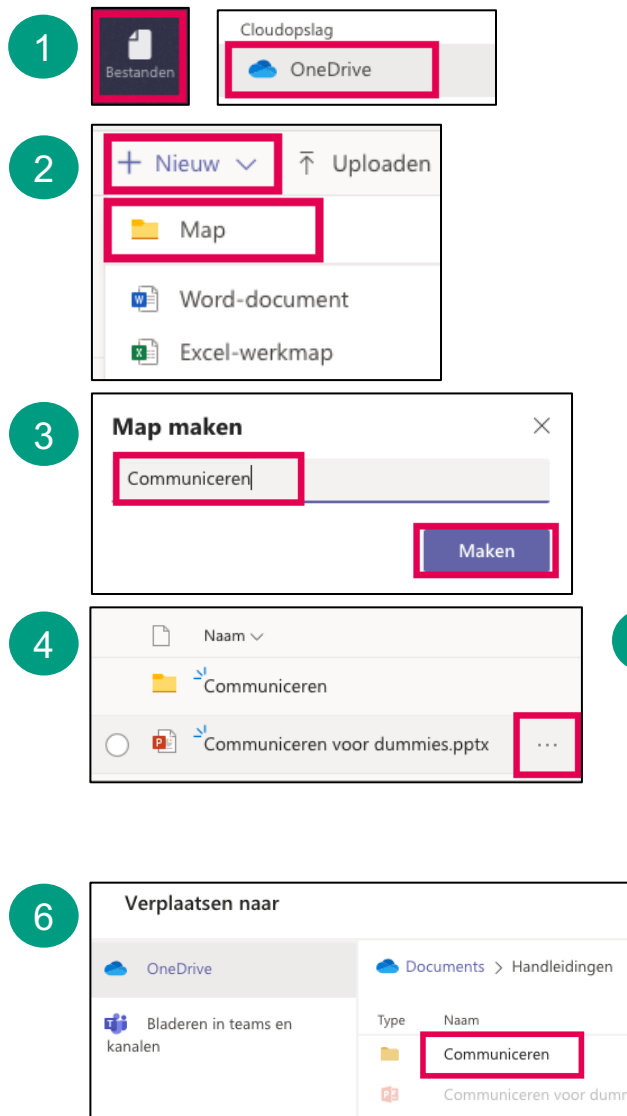 1
Bestanden
Cloudopslag
OneDrive
2
+ Nieuw
Uploaden
Map
Word-document
Excel-werkmap
3
Map maken
Communiceren
Maken
4
Naam
Communiceren
Communiceren voor dummies.pptx
...
6
Verplaatsen naar
OneDrive
Documents > Handleidingen
Bladeren in teams en
kanalen
Type Naam
Communiceren
Communiceren voor